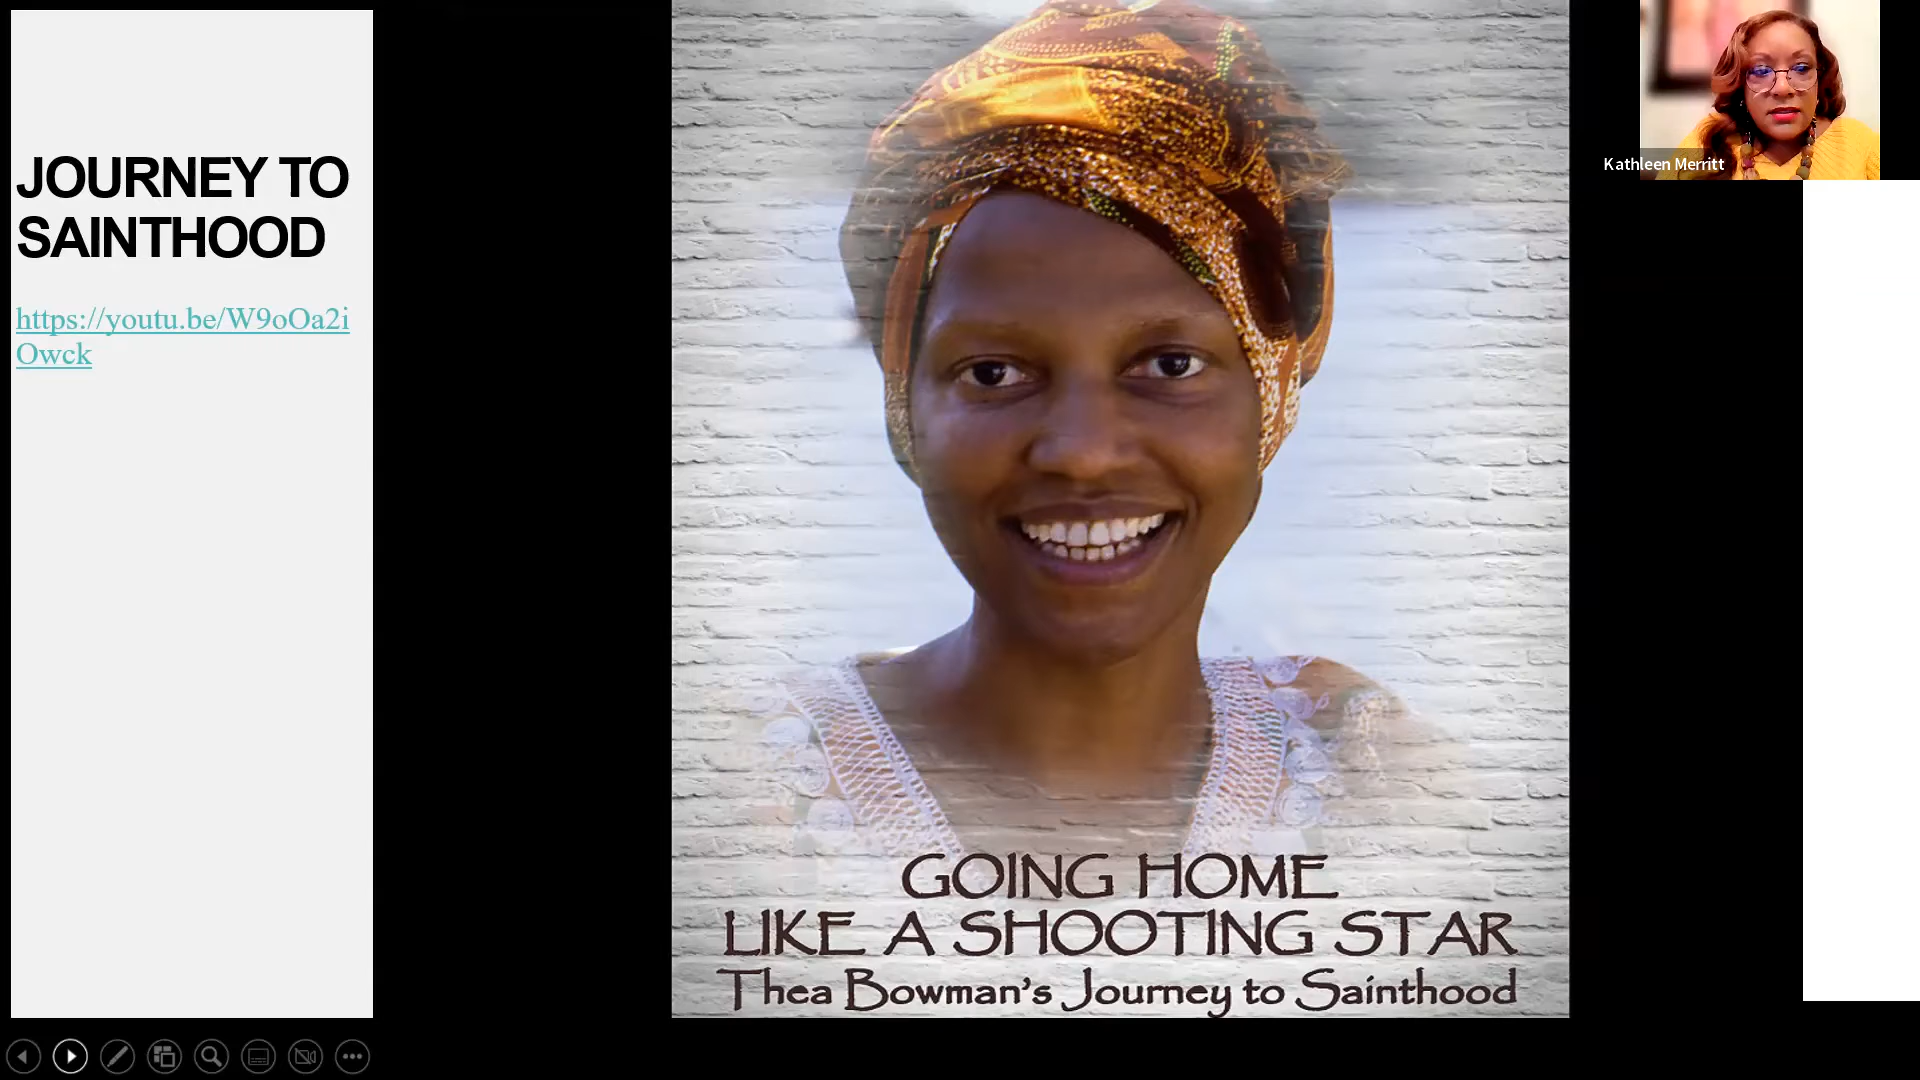 JOURNEY TO
SAINTHOOD
https://youtu.be/W9oOa2i
Owck
GOING HOME
LIKE A SHOOTING STAR
Thea Bowman's Journey to Sainthood
Kathleen Merritt